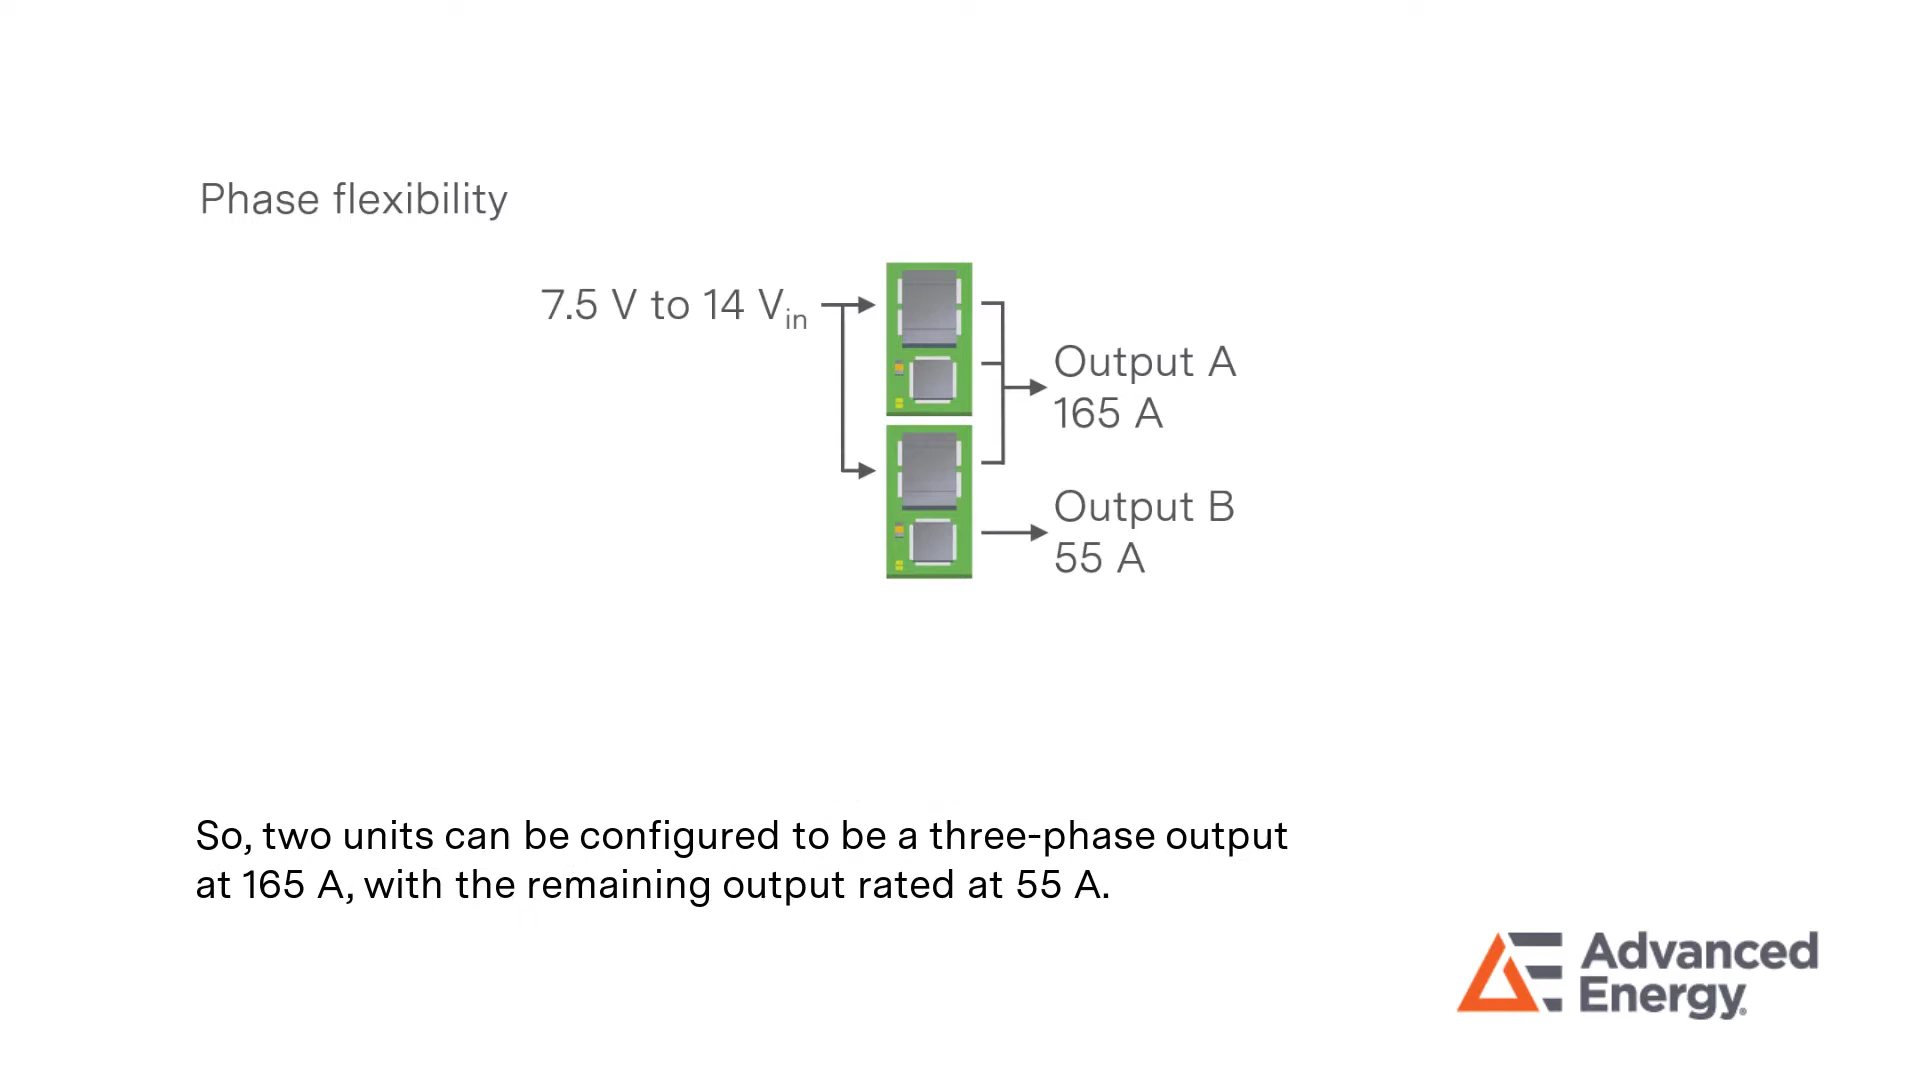 Phase flexibility
7.5 V to 14 Vin
Output A
165 A
Output B
55 A
So, two units can be configured to be a three-phase output
at 165 A, with the remaining output rated at 55 A.
Advanced
Energy®